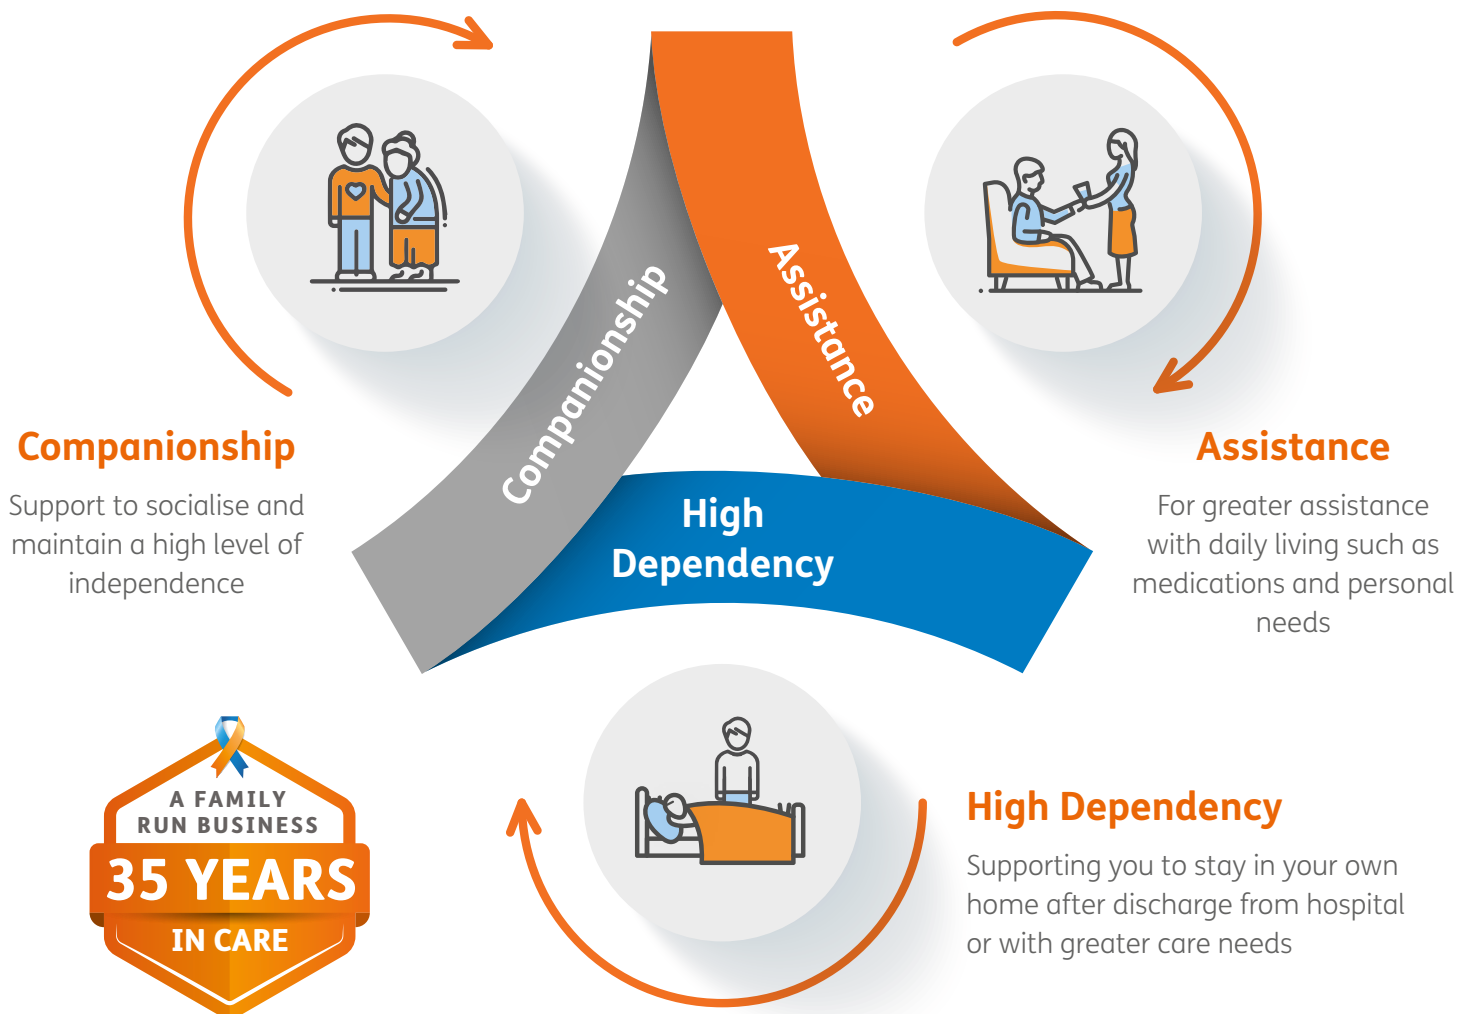 Companionship
Assistance
High
Dependency
Companionship
Support to socialise and
maintain a high level of
independence
Assistance
For greater assistance
with daily living such as
medications and personal
needs
A FAMILY
RUN BUSINESS
35 YEARS
IN CARE
High Dependency
Supporting you to stay in your own
home after discharge from hospital
or with greater care needs